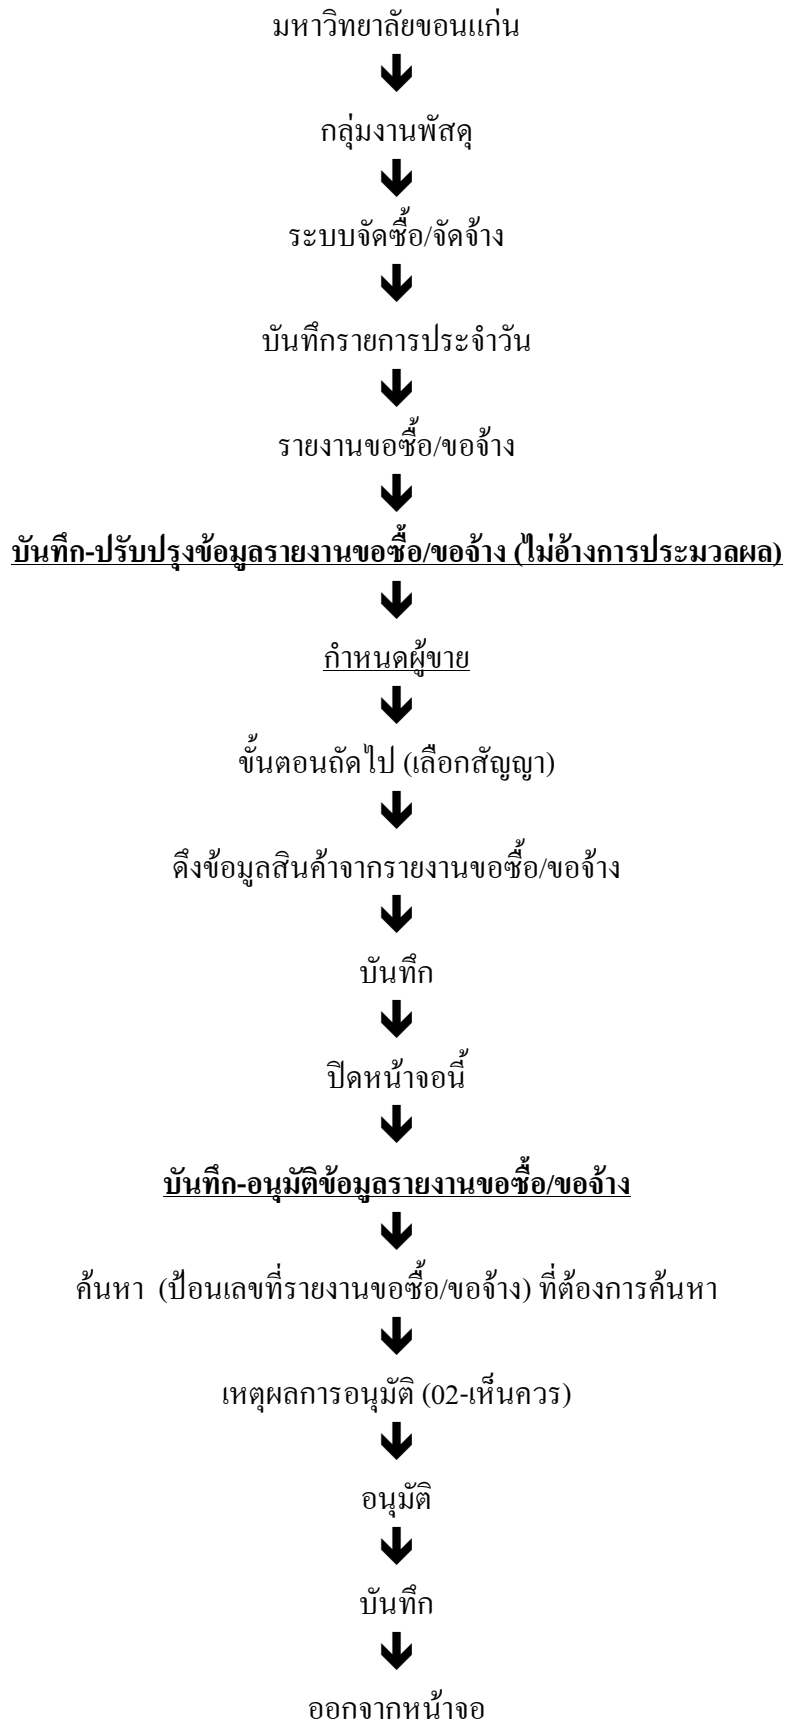 มหาวิทยาลัยขอนแก่น
กลุ่มงานพัสดุ
ระบบจัดซื้อ/จัดจ้าง
บันทึกรายการประจำวัน
รายงานขอซื้อ/ขอจ้าง
บันทึก-ปรับปรุงข้อมูลรายงานขอซื้อ/ขอจ้าง (ไม่อ้างการประมวลผล)
กำหนดผู้ขาย
ขั้นตอนถัดไป (เลือกสัญญา)
ดึงข้อมูลสินค้าจากรายงานขอซื้อ/ขอจ้าง
บันทึก
ปิดหน้าจอนี้
บันทึก-อนุมัติข้อมูลรายงานขอซื้อ/ขอจ้าง
ค้นหา (ป้อนเลขที่รายงานขอซื้อ/ขอจ้าง) ที่ต้องการค้นหา
เหตุผลการอนุมัติ (02-เห็นควร)
อนุมัติ
บันทึก
ออกจากหน้าจอ